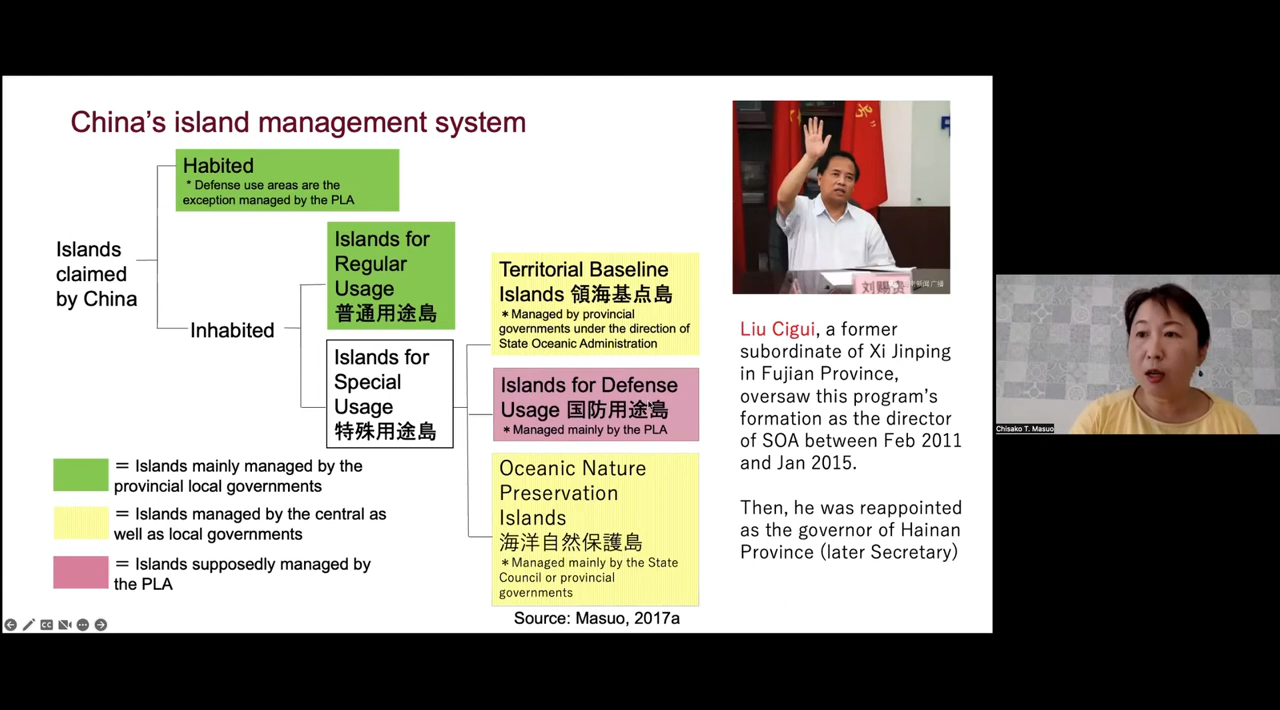 China’s island management system
Habited
* Defense use areas are the
exception managed by the PLA
Islands
claimed
by China
Inhabited
Islands for
Regular
Usage
普通用途島
Islands for
Special
Usage
特殊用途島
Territorial Baseline
Islands 領海基点島
＊Managed by provincial
governments under the direction of
State Oceanic Administration
Islands for Defense
Usage 国防用途島
＊Managed mainly by the PLA
Oceanic Nature
Preservation
Islands
海洋自然保護島
＊Managed mainly by the State
Council or provincial
governments
＝ Islands mainly managed by the
provincial local governments
＝ Islands managed by the central as
well as local governments
＝ Islands supposedly managed by
the PLA
Source: Masuo, 2017a
刘赐贵
Liu Cigui, a former
subordinate of Xi Jinping
in Fujian Province,
oversaw this program’s
formation as the director
of SOA between Feb 2011
and Jan 2015.
Then, he was reappointed
as the governor of Hainan
Province (later Secretary)
CC
Chisako T. Masuo